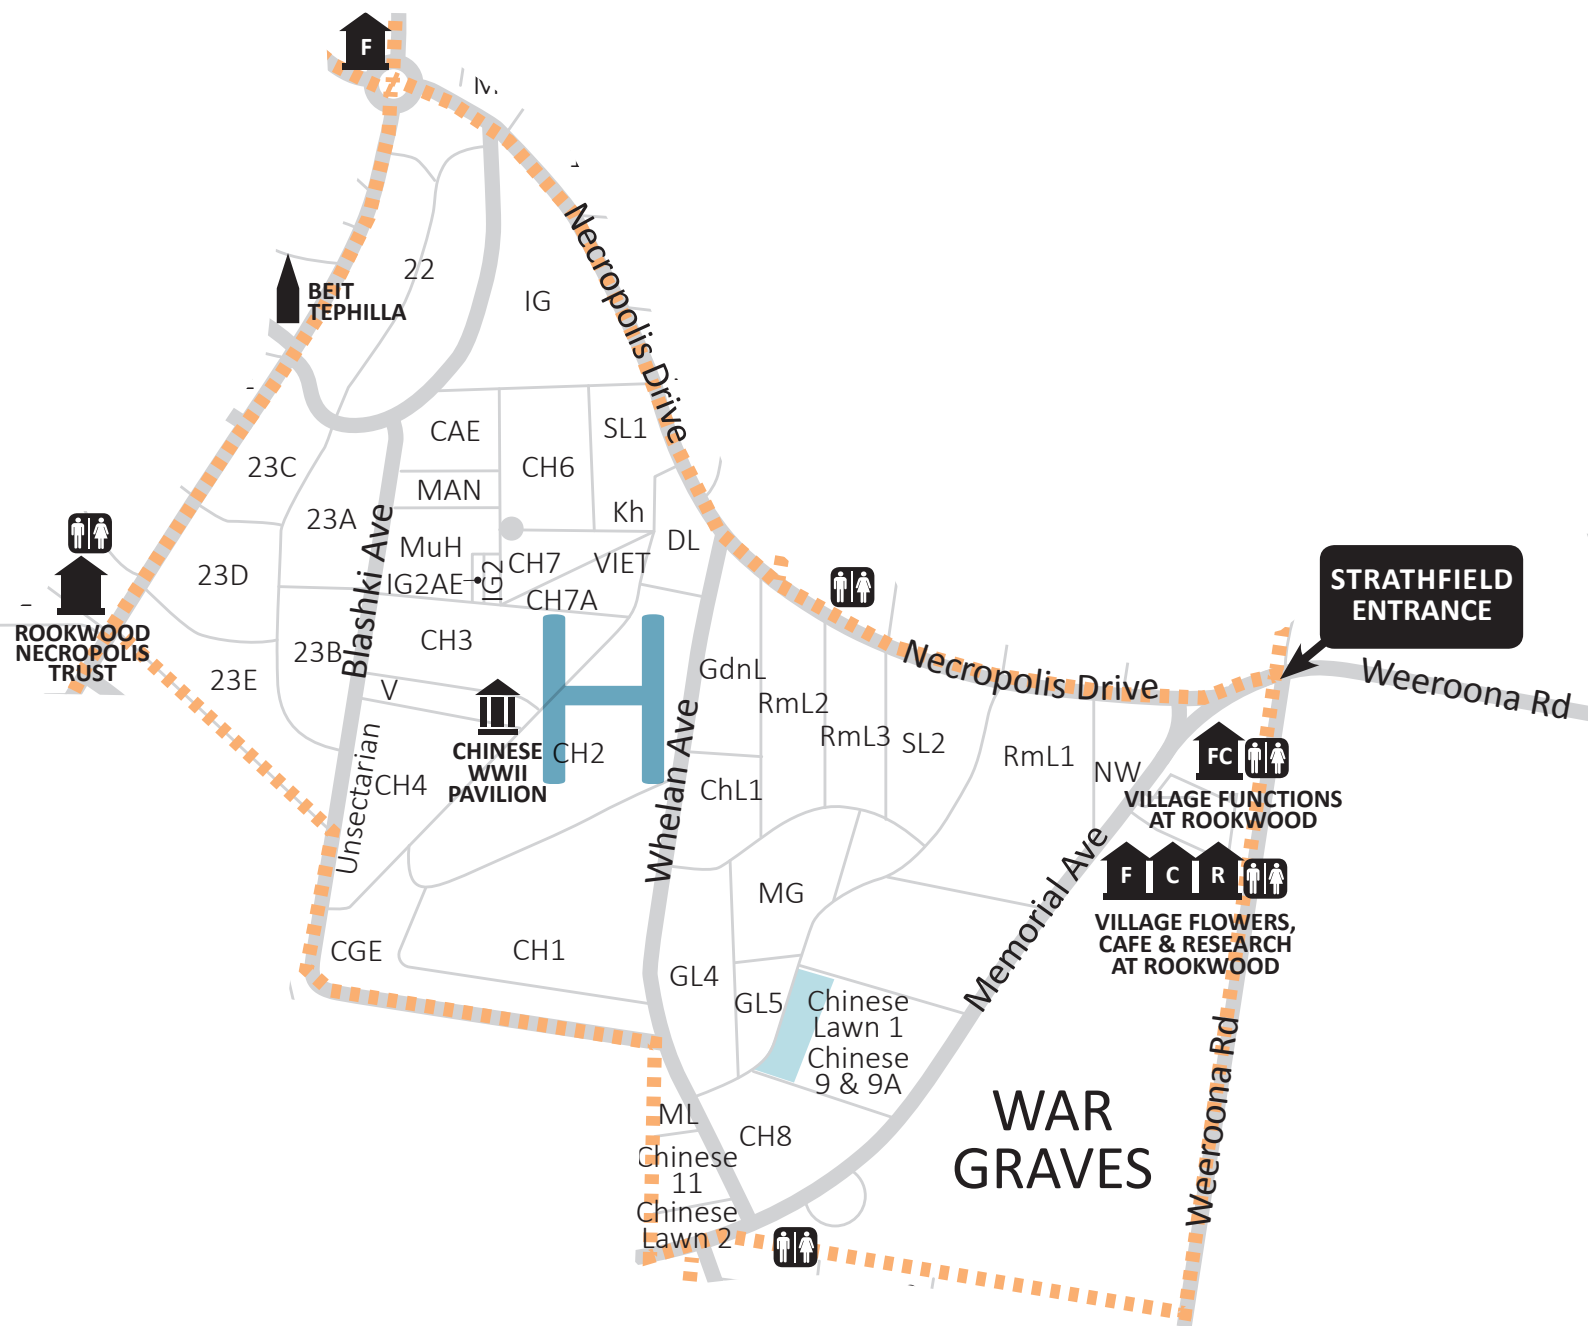 F
22
IG
BEIT
TEPHILLA
Necropolis Drive
CAE
SL1
23C
CH6
MAN
Kh
23A
Blashki Ave
MuH
DL
CH7
VIET
23D
IG2AE
IG2
CH7A
ROOKWOOD
NECROPOLIS
TRUST
CH3
23B
23E
V
H
GdnL
RmL2
RmL3
SL2
Necropolis Drive
STRATHFIELD
ENTRANCE
Weeroona Rd
RmL1
NW
FC
VILLAGE FUNCTIONS
AT ROOKWOOD
CHINESE
WWII
PAVILION
CH2
CH4
Unsectarian
ChL1
Whelan Ave
Memorial Ave
F
C
R
VILLAGE FLOWERS,
CAFE & RESEARCH
AT ROOKWOOD
MG
CGE
CH1
GL4
GL5
Chinese
Lawn 1
Chinese
9 & 9A
Weeroona Rd
WAR
GRAVES
ML
CH8
Chinese
11
Chinese
Lawn 2